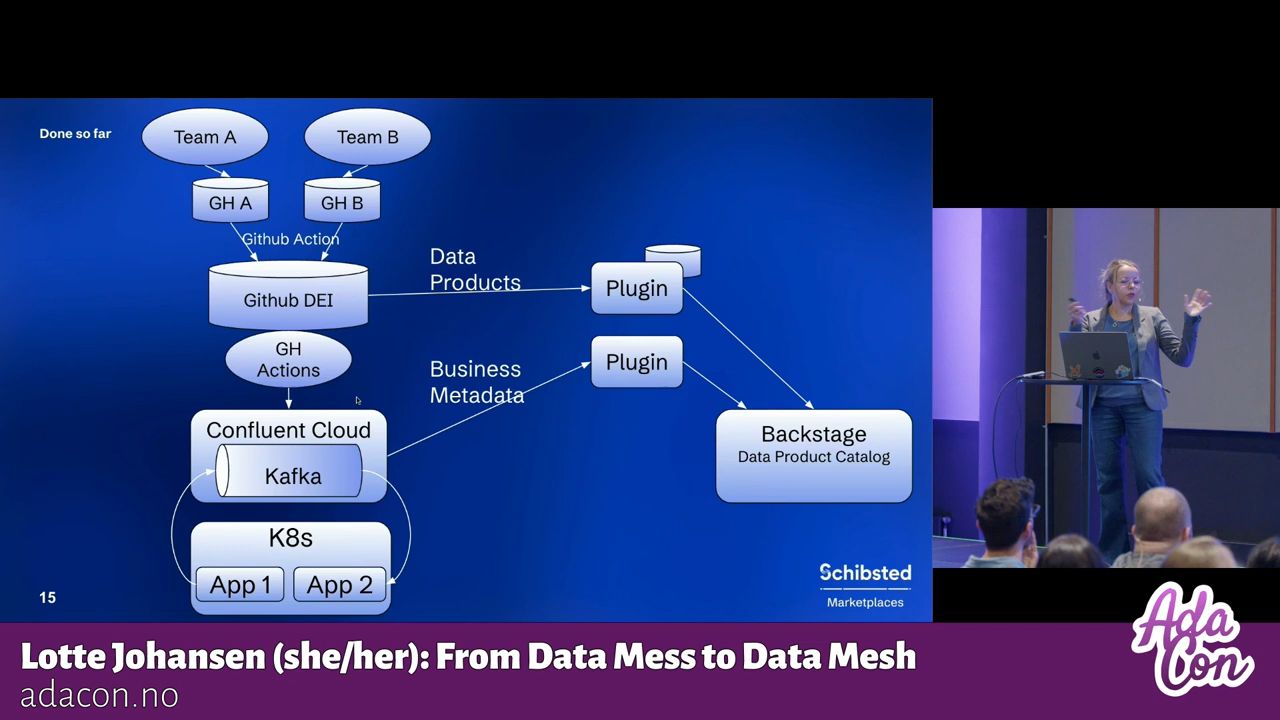 Done so far
Team A
Team B
GH A
GH B
Github Action
Github DEI
Data
Products
Plugin
GH
Actions
Business
Metadata
Plugin
Confluent Cloud
Kafka
Backstage
Data Product Catalog
K8s
App 1
App 2
Schibsted
Marketplaces
15
Lotte Johansen (she/her): From Data Mess to Data Mesh
adacon.no
Ada
Con